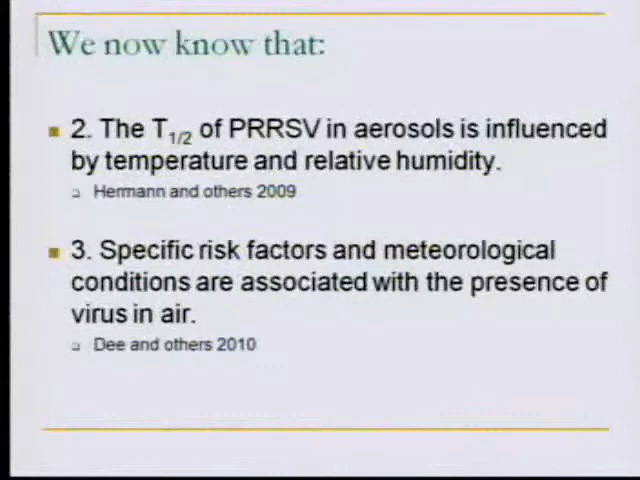 We now know that:
2. The T1/2 of PRRSV in aerosols is influenced
by temperature and relative humidity.
Hermann and others 2009
3. Specific risk factors and meteorological
conditions are associated with the presence of
virus in air.
Dee and others 2010